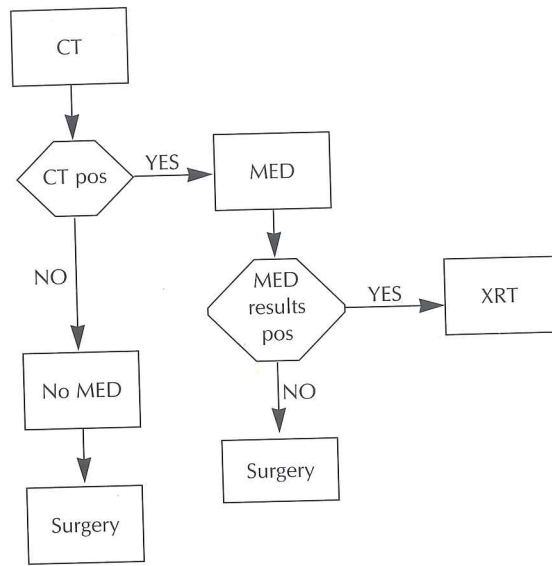 CT
CT pos
YES
MED
NO
MED
results
pos
YES
XRT
No MED
NO
Surgery
Surgery